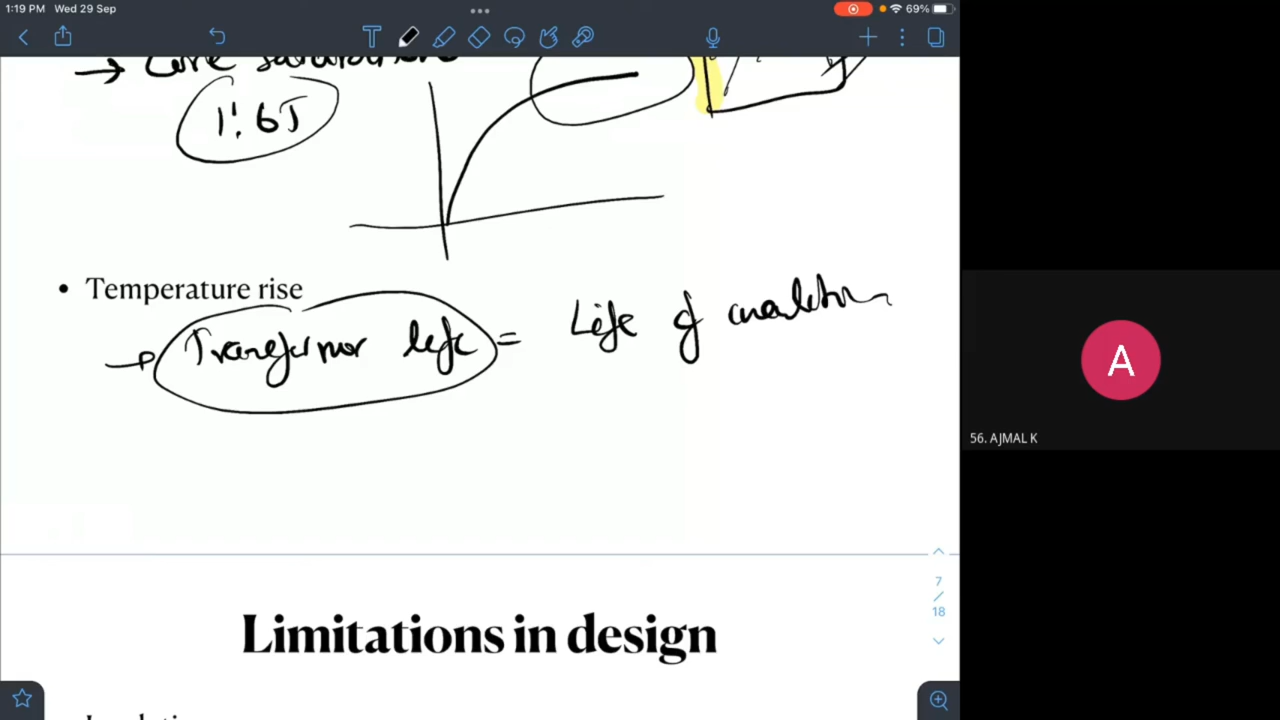 1:19 PM Wed 29 Sep
69%
→ Core saturation
1.6T
• Temperature rise
→ Transformer life = Life of insulation
7
/
18
Limitations in design
A
56. AJMAL K